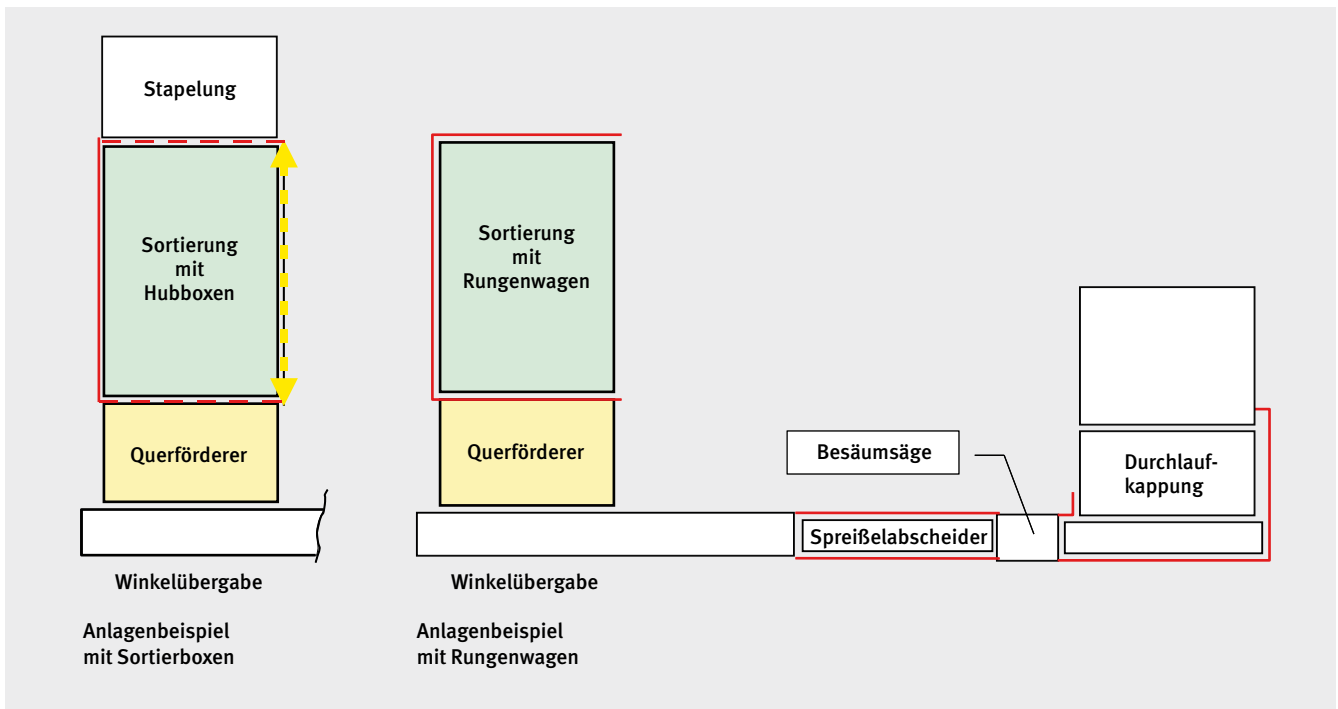 Stapelung
Sortierung
mit
Hubboxen
Querförderer
Winkelübergabe
Anlagenbeispiel
mit Sortierboxen
Sortierung
mit
Rungenwagen
Querförderer
Winkelübergabe
Anlagenbeispiel
mit Rungenwagen
Besäumsäge
Spreißelabscheider
Durchlauf-
kappung